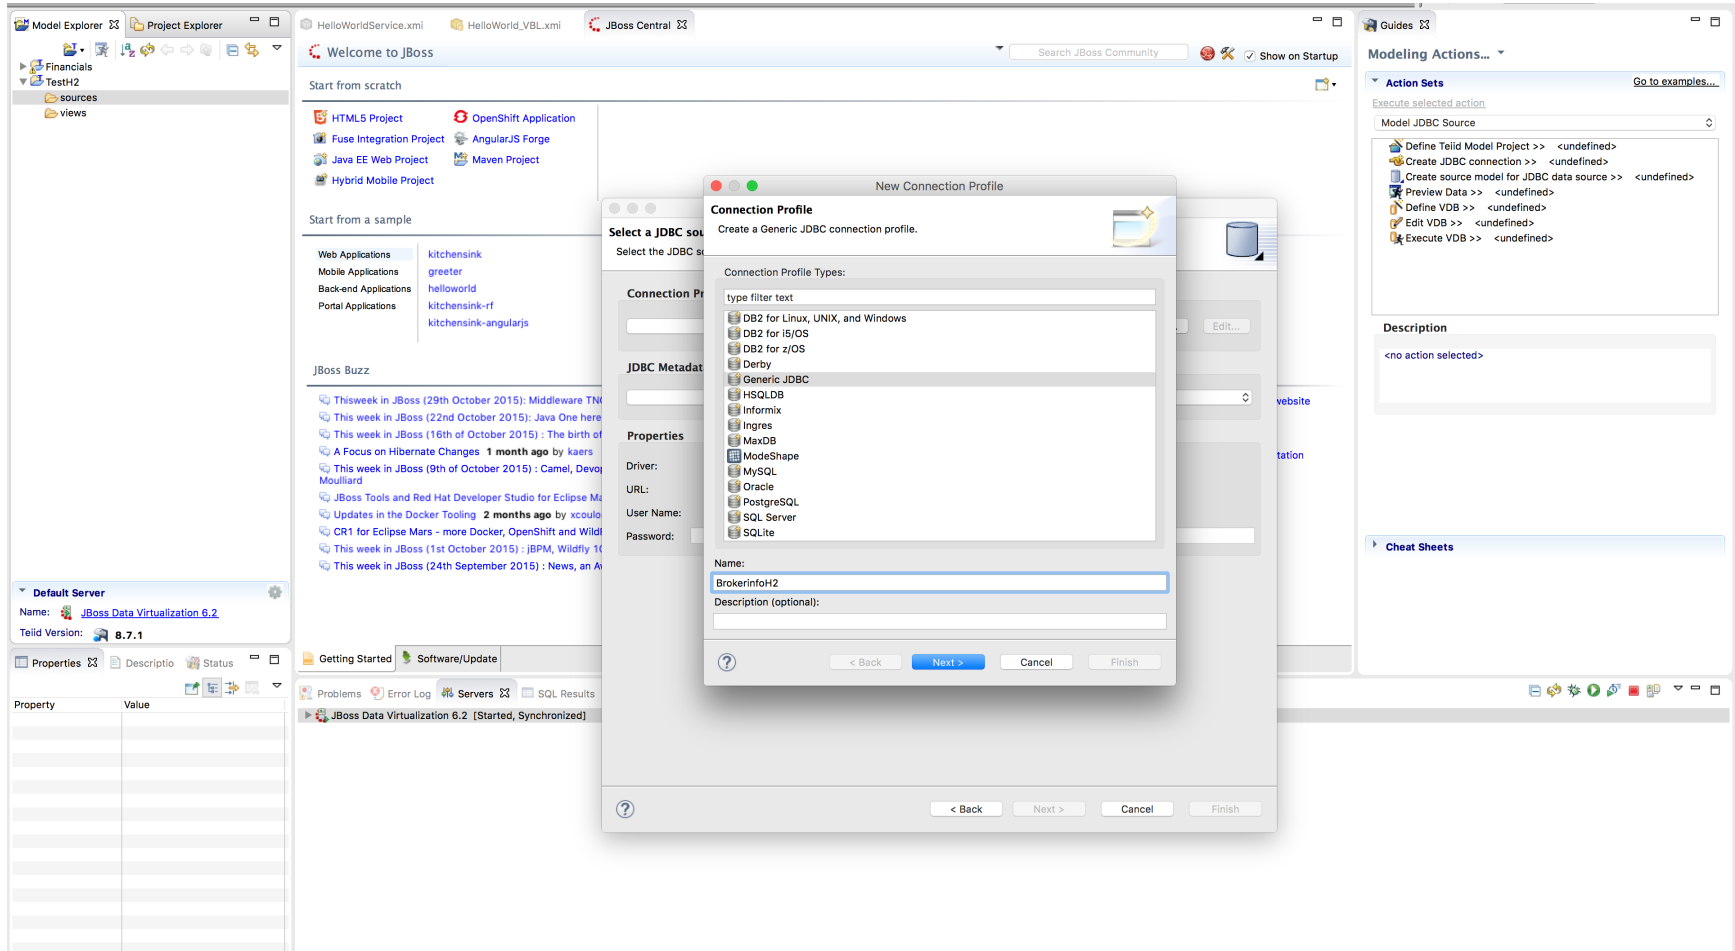 Model Explorer
Project Explorer
Financials
TestH2
sources
views
Default Server
Name: JBoss Data Virtualization 6.2
Teiid Version: 8.7.1
Properties
Descriptio
Status
Property Value
HelloWorldService.xmi
HelloWorld_VBL.xmi
JBoss Central
Welcome to JBoss
Search JBoss Community
Show on Startup
Start from scratch
HTML5 Project
OpenShift Application
Fuse Integration Project
AngularJS Forge
Java EE Web Project
Maven Project
Hybrid Mobile Project
Start from a sample
Web Applications
Mobile Applications
Back-end Applications
Portal Applications
kitchensink
greeter
helloworld
kitchensink-rf
kitchensink-angularjs
JBoss Buzz
Thisweek in JBoss (29th October 2015): Middleware TN
This week in JBoss (22nd October 2015): Java One here
This week in JBoss (16th of October 2015) : The birth of
A Focus on Hibernate Changes 1 month ago by kaers
This week in JBoss (9th of October 2015) : Camel, Devo
Moulliard
JBoss Tools and Red Hat Developer Studio for Eclipse Ma
Updates in the Docker Tooling 2 months ago by xcoulo
CR1 for Eclipse Mars - more Docker, OpenShift and Wildf
This week in JBoss (1st October 2015) : jBPM, Wildfly 10
This week in JBoss (24th September 2015) : News, an A
website
tation
Getting Started
Software/Update
Problems
Error Log
Servers
SQL Results
JBoss Data Virtualization 6.2 [Started, Synchronized]
Select a JDBC sou
Select the JDBC s
Connection Pr
Edit...
JDBC Metadat
Properties
Driver:
URL:
User Name:
Password:
< Back
Next >
Cancel
Finish
New Connection Profile
Connection Profile
Create a Generic JDBC connection profile.
Connection Profile Types:
type filter text
DB2 for Linux, UNIX, and Windows
DB2 for i5/OS
DB2 for z/OS
Derby
Generic JDBC
HSQLDB
Informix
Ingres
MaxDB
ModeShape
MySQL
Oracle
PostgreSQL
SQL Server
SQLite
Name:
BrokerinfoH2
Description (optional):
< Back
Next >
Cancel
Finish
Guides
Modeling Actions...
Action Sets
Go to examples...
Execute selected action
Model JDBC Source
Define Teiid Model Project >> <undefined>
Create JDBC connection >> <undefined>
Create source model for JDBC data source >> <undefined>
Preview Data >> <undefined>
Define VDB >> <undefined>
Edit VDB >> <undefined>
Execute VDB >> <undefined>
Description
<no action selected>
Cheat Sheets